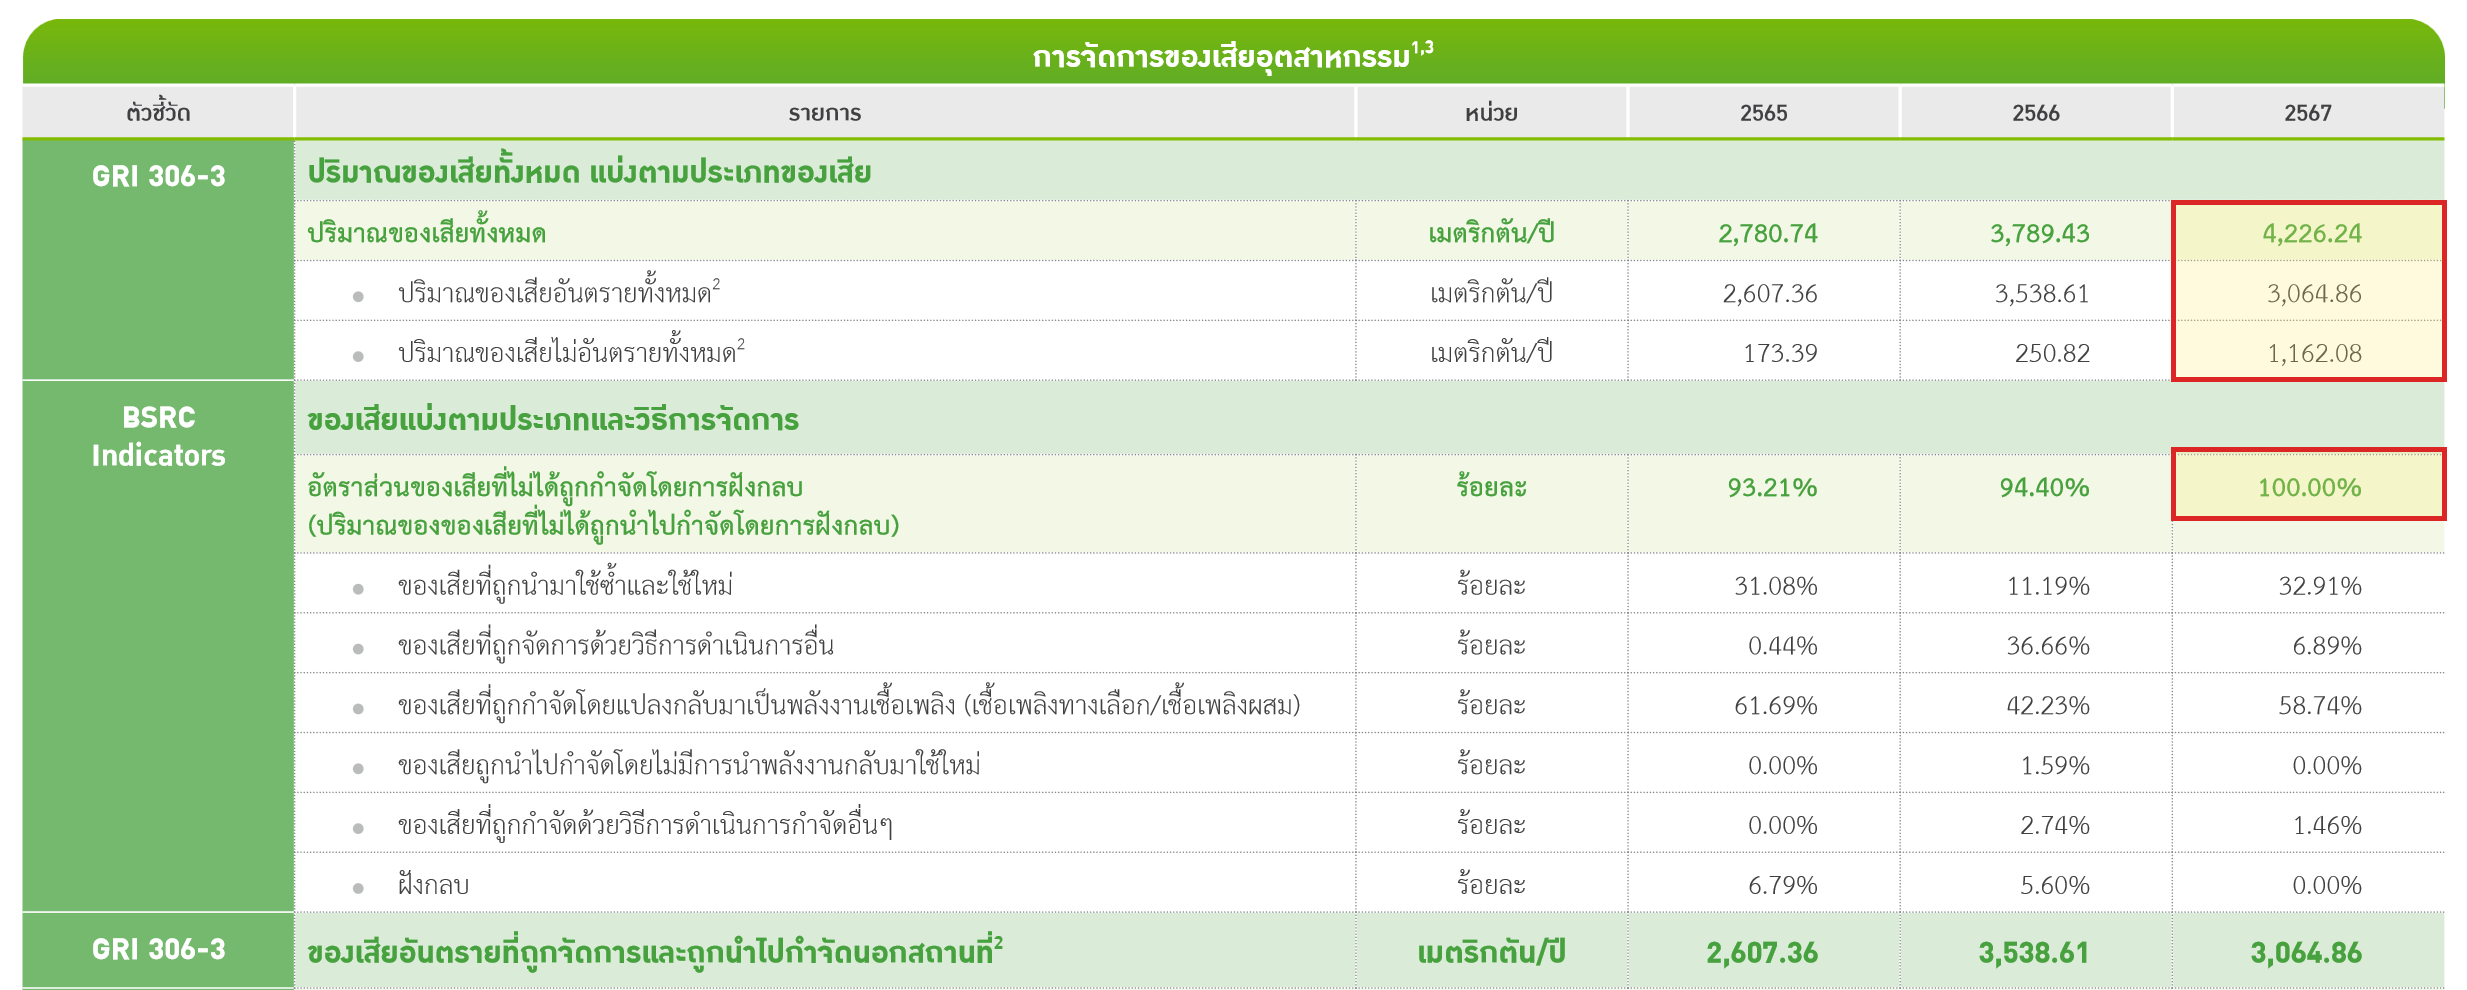 การจัดการของเสียอุตสาหกรรม1,3
ตัวชี้วัด รายการ หน่วย 2565 2566 2567
GRI 306-3 ปริมาณของเสียทั้งหมด แบ่งตามประเภทของเสีย
ปริมาณของเสียทั้งหมด เมตริกตัน/ปี 2,780.74 3,789.43 4,226.24
• ปริมาณของเสียอันตรายทั้งหมด2 เมตริกตัน/ปี 2,607.36 3,538.61 3,064.86
• ปริมาณของเสียไม่อันตรายทั้งหมด2 เมตริกตัน/ปี 173.39 250.82 1,162.08
BSRC ของเสียแบ่งตามประเภทและวิธีการจัดการ
Indicators
อัตราส่วนของเสียที่ไม่ได้ถูกกำจัดโดยการฝังกลบ ร้อยละ 93.21% 94.40% 100.00%
(ปริมาณของของเสียที่ไม่ได้ถูกนำไปกำจัดโดยการฝังกลบ)
• ของเสียที่ถูกนำมาใช้ซ้ำและใช้ใหม่ ร้อยละ 31.08% 11.19% 32.91%
• ของเสียที่ถูกจัดการด้วยวิธีการดำเนินการอื่น ร้อยละ 0.44% 36.66% 6.89%
• ของเสียที่ถูกกำจัดโดยแปลงกลับมาเป็นพลังงานเชื้อเพลิง (เชื้อเพลิงทางเลือก/เชื้อเพลิงผสม) ร้อยละ 61.69% 42.23% 58.74%
• ของเสียถูกนำไปกำจัดโดยไม่มีการนำพลังงานกลับมาใช้ใหม่ ร้อยละ 0.00% 1.59% 0.00%
• ของเสียที่ถูกกำจัดด้วยวิธีการดำเนินการกำจัดอื่นๆ ร้อยละ 0.00% 2.74% 1.46%
• ฝังกลบ ร้อยละ 6.79% 5.60% 0.00%
GRI 306-3 ของเสียอันตรายที่ถูกจัดการและถูกนำไปกำจัดนอกสถานที่2 เมตริกตัน/ปี 2,607.36 3,538.61 3,064.86